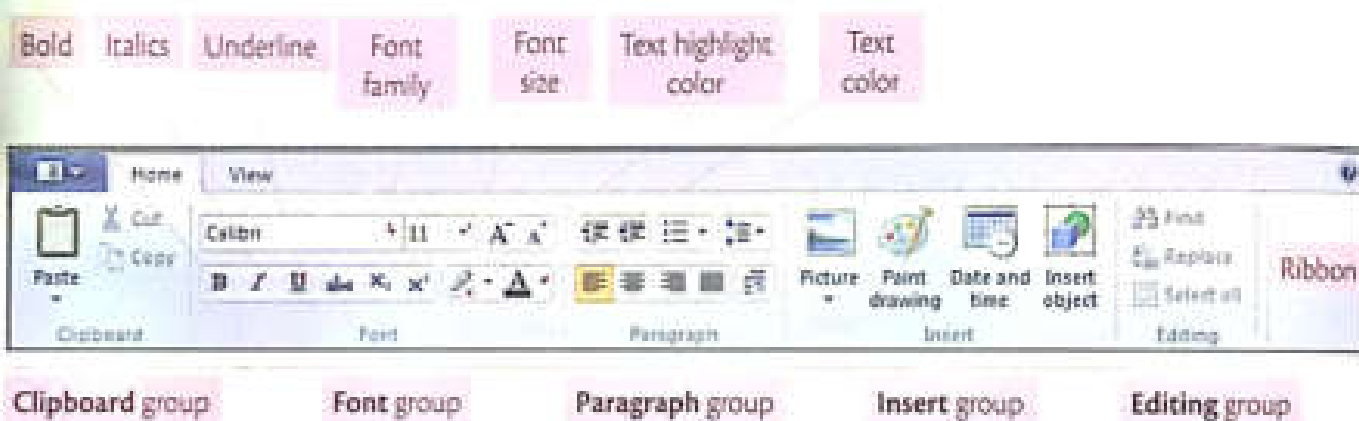 Bold Italics Underline Font family Font size Text highlight color Text color
Home View
Cut
Copy
Paste
Clipboard
Calibri 11
Font
Paragraph
Picture Paint drawing Date and time Insert object
Insert
Find
Replace
Select all
Editing
Ribbon
Clipboard group Font group Paragraph group Insert group Editing group